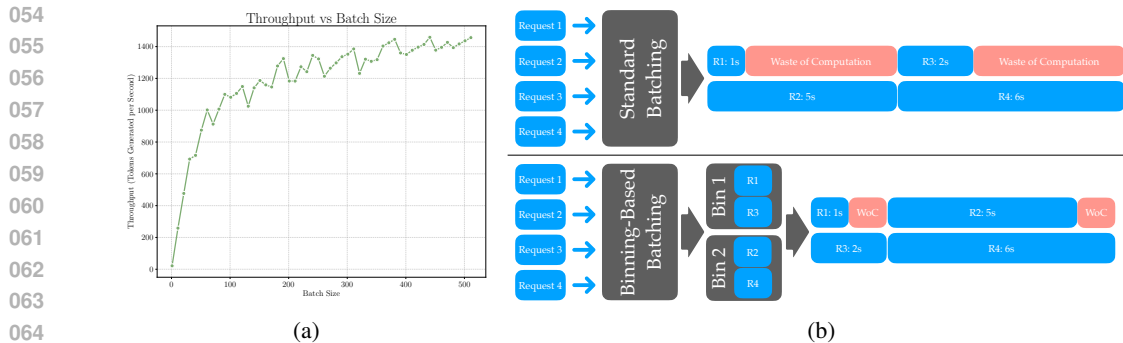 054
055
056
057
058
059
060
061
062
063
064
Throughput vs Batch Size
Throughput (Tokens Generated per Second)
1400
1200
1000
800
600
400
200
0
0
100
200
300
400
500
Batch Size
(a)
Request 1
Request 2
Request 3
Request 4
Standard
Batching
R1: 1s
Waste of Computation
R3: 2s
Waste of Computation
R2: 5s
R4: 6s
Request 1
Request 2
Request 3
Request 4
Binning-Based
Batching
Bin 1
R1
R3
Bin 2
R2
R4
R1: 1s
WoC
R2: 5s
WoC
R3: 2s
R4: 6s
(b)